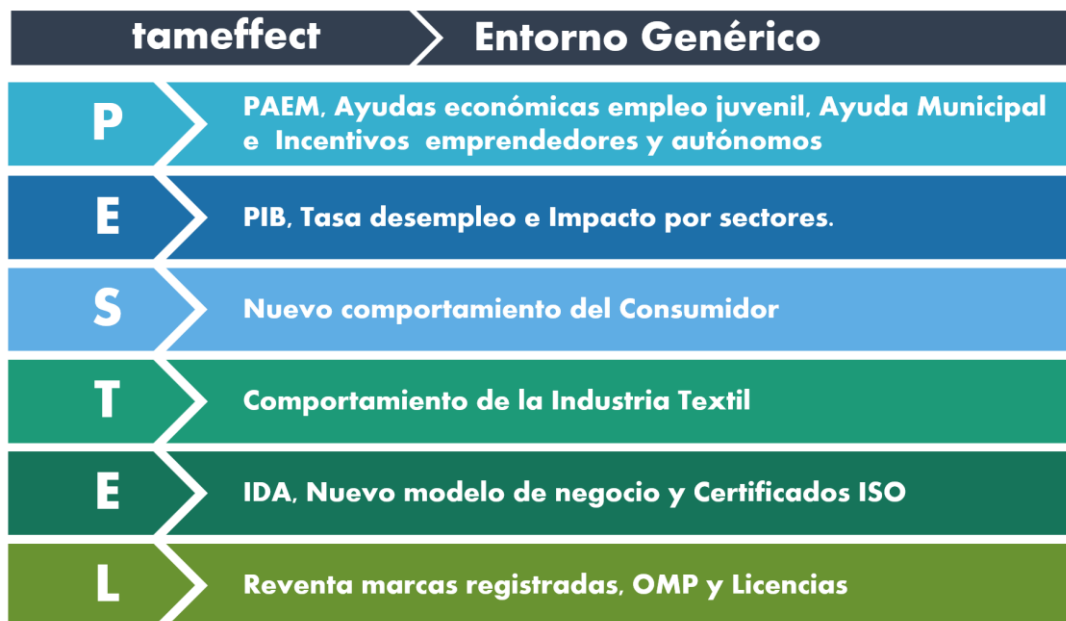 tameffect Entorno Genérico
P PAEM, Ayudas económicas empleo juvenil, Ayuda Municipal
e Incentivos emprendedores y autónomos
E PIB, Tasa desempleo e Impacto por sectores.
S Nuevo comportamiento del Consumidor
T Comportamiento de la Industria Textil
E IDA, Nuevo modelo de negocio y Certificados ISO
L Reventa marcas registradas, OMP y Licencias